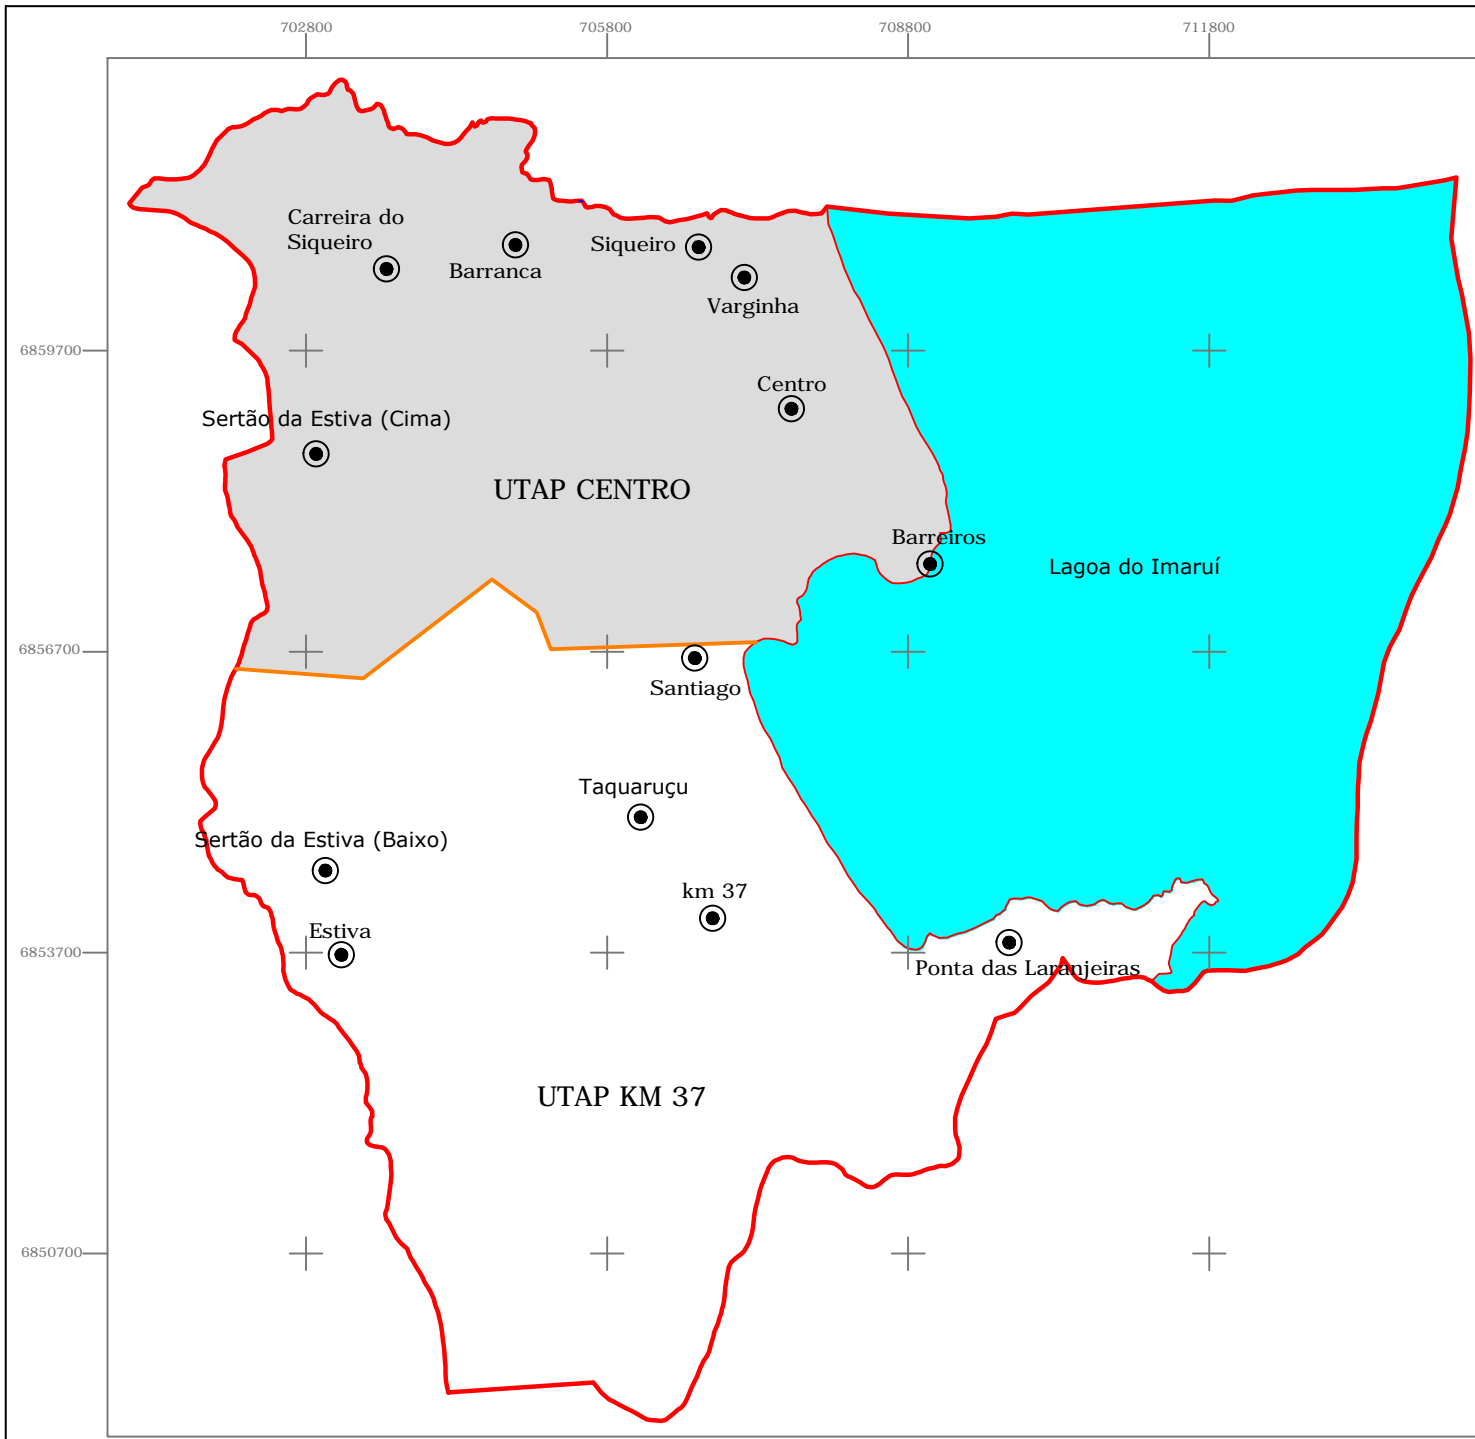 702800
705800
708800
711800
Carreira do
Siqueiro
Barranca
Siqueiro
Varginha
6859700
Centro
Sertão da Estiva (Cima)
UTAP CENTRO
Barreiros
Lagoa do Imaruí
6856700
Santiago
Taquaruçu
Sertão da Estiva (Baixo)
km 37
Estiva
6853700
Ponta das Laranjeiras
UTAP KM 37
6850700